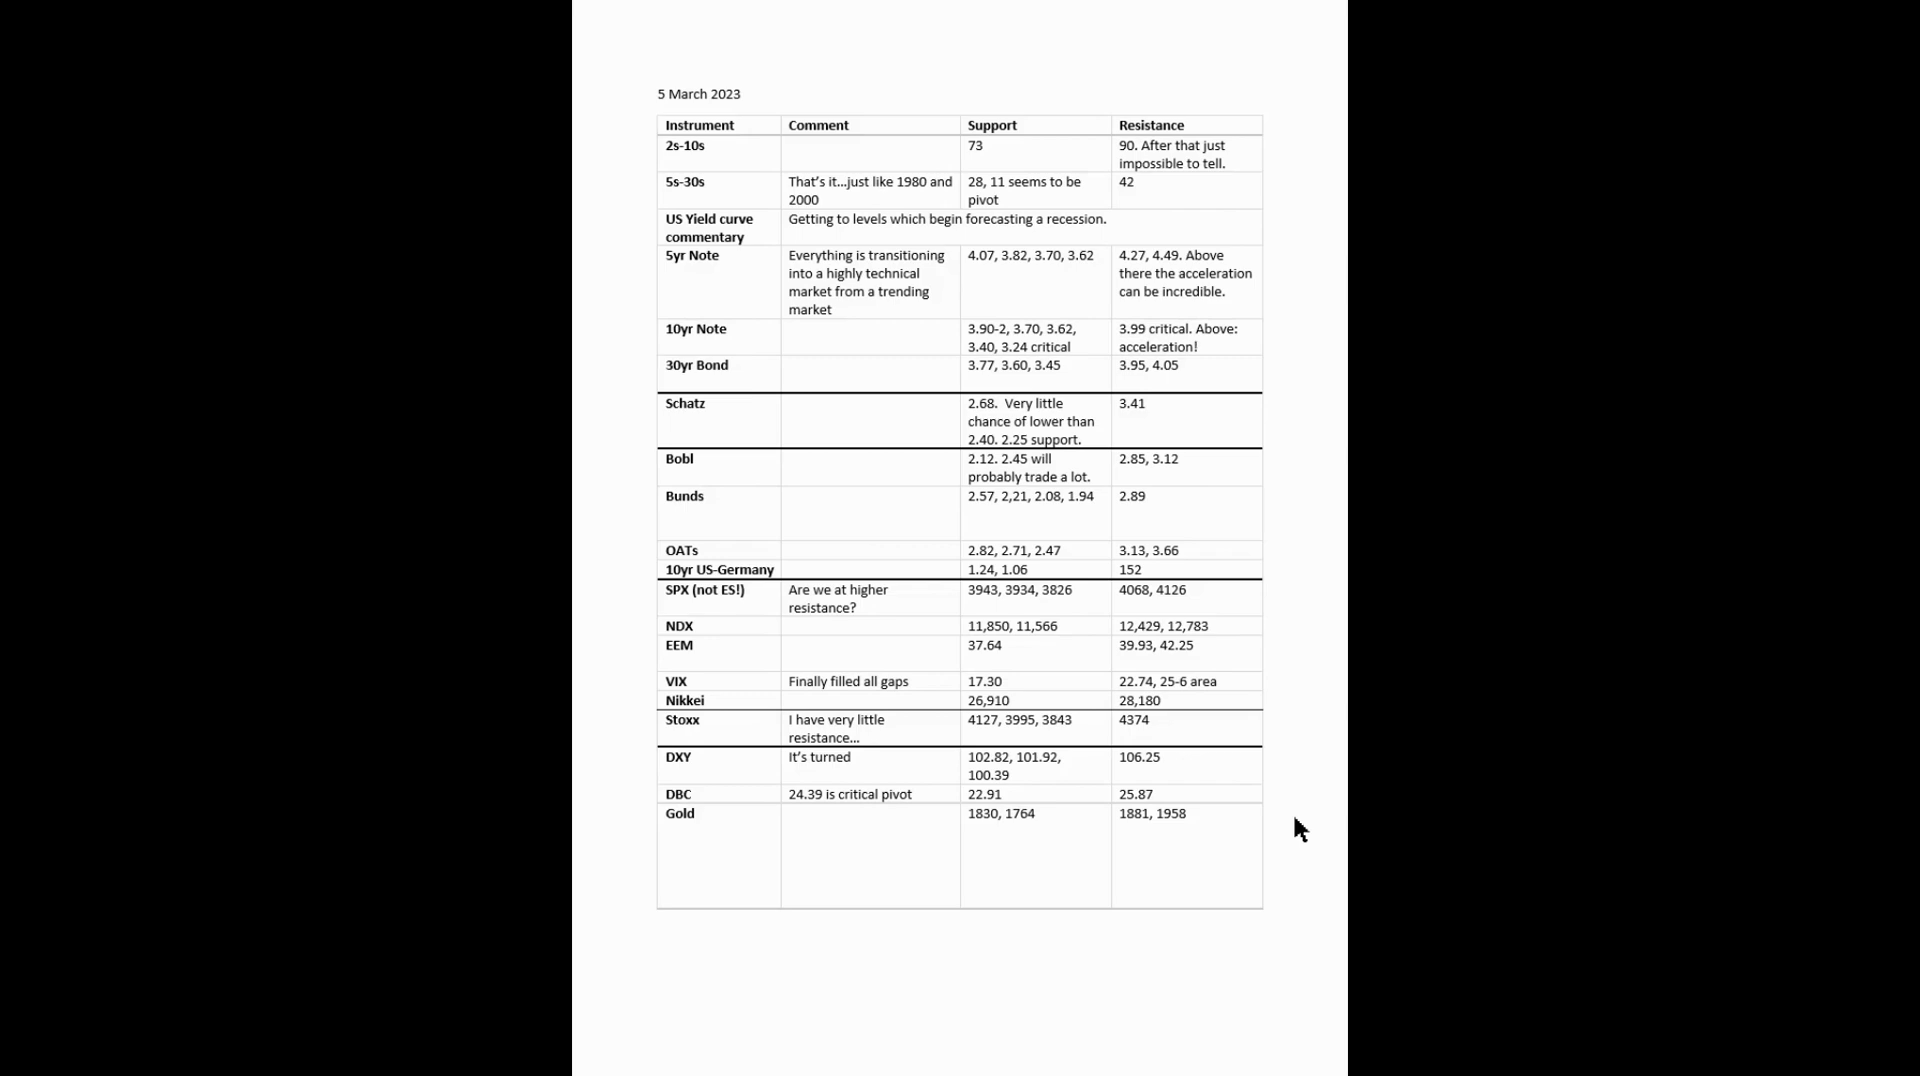 5 March 2023
Instrument Comment Support Resistance
2s-10s 73 90. After that just
impossible to tell.
5s-30s That's it...just like 1980 and 28, 11 seems to be 42
2000 pivot
US Yield curve Getting to levels which begin forecasting a recession.
commentary
5yr Note Everything is transitioning 4.07, 3.82, 3.70, 3.62 4.27, 4.49. Above
into a highly technical there the acceleration
market from a trending can be incredible.
market
10yr Note 3.90-2, 3.70, 3.62, 3.99 critical. Above:
3.40, 3.24 critical acceleration!
30yr Bond 3.77, 3.60, 3.45 3.95, 4.05
Schatz 2.68. Very little 3.41
chance of lower than
2.40. 2.25 support.
Bobl 2.12. 2.45 will 2.85, 3.12
probably trade a lot.
Bunds 2.57, 2,21, 2.08, 1.94 2.89
OATs 2.82, 2.71, 2.47 3.13, 3.66
10yr US-Germany 1.24, 1.06 152
SPX (not ES!) Are we at higher 3943, 3934, 3826 4068, 4126
resistance?
NDX 11,850, 11,566 12,429, 12,783
EEM 37.64 39.93, 42.25
VIX Finally filled all gaps 17.30 22.74, 25-6 area
Nikkei 26,910 28,180
Stoxx I have very little 4127, 3995, 3843 4374
resistance...
DXY It's turned 102.82, 101.92, 106.25
100.39
DBC 24.39 is critical pivot 22.91 25.87
Gold 1830, 1764 1881, 1958